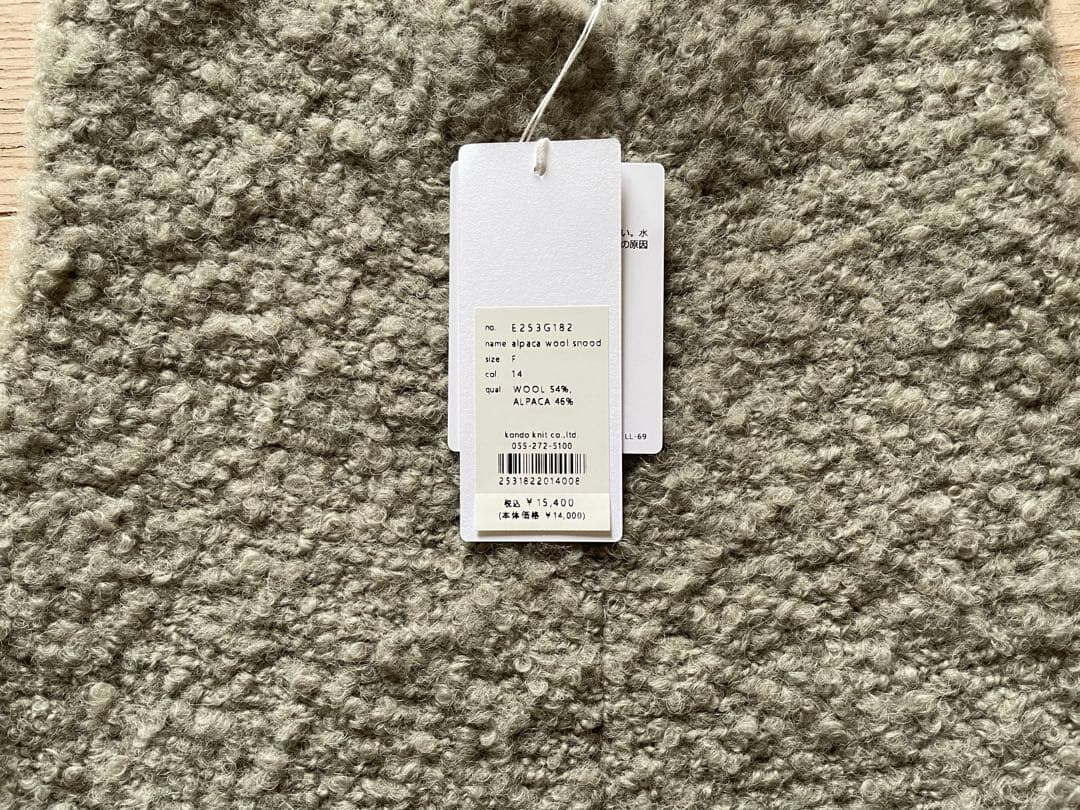 no. E253G182
name alpaca wool snood
size. F
col. 14
qual. WOOL 54%,
ALPACA 46%
kondo knit co.,ltd.
055-272-5100
2531822014008
税込 ¥15,400
(本体価格 ¥14,000)
い。水
の原因
LL-69